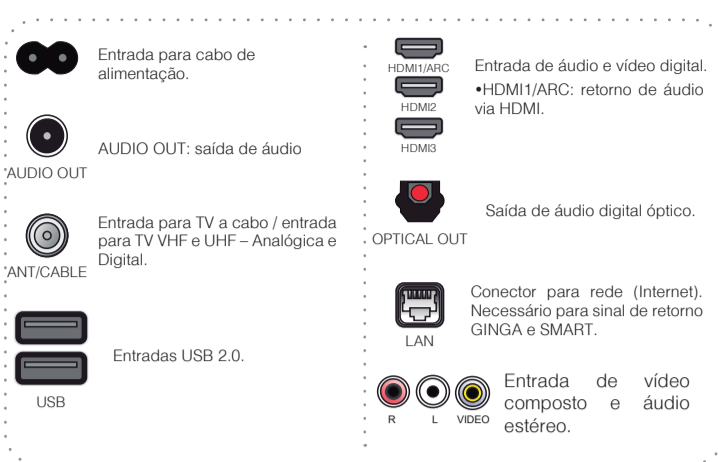 Entrada para cabo de
alimentação.
AUDIO OUT: saída de áudio
AUDIO OUT
Entrada para TV a cabo / entrada
para TV VHF e UHF – Analógica e
Digital.
ANT/CABLE
Entradas USB 2.0.
USB
HDMI1/ARC
Entrada de áudio e vídeo digital.
•HDMI1/ARC: retorno de áudio
via HDMI.
HDMI2
HDMI3
Saída de áudio digital óptico.
OPTICAL OUT
Conector para rede (Internet).
Necessário para sinal de retorno
GINGA e SMART.
LAN
Entrada de vídeo
composto e áudio
estéreo.
R L VIDEO